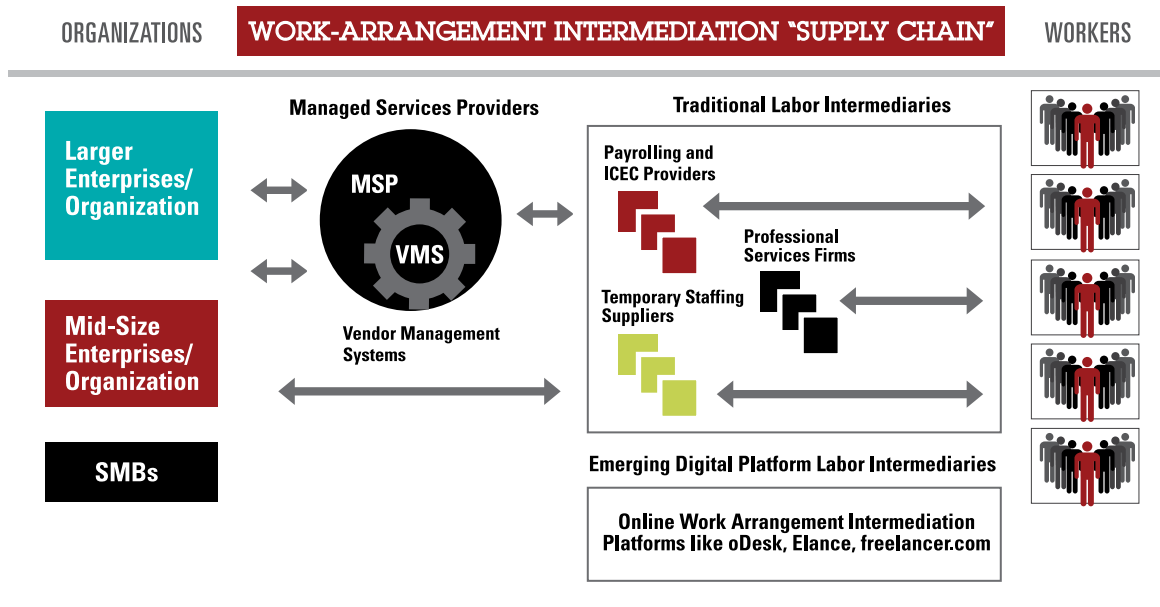 ORGANIZATIONS
WORK-ARRANGEMENT INTERMEDIATION “SUPPLY CHAIN”
WORKERS
Larger
Enterprises/
Organization
Mid-Size
Enterprises/
Organization
SMBs
Managed Services Providers
MSP
VMS
Vendor Management
Systems
Traditional Labor Intermediaries
Payrolling and
ICEC Providers
Professional
Services Firms
Temporary Staffing
Suppliers
Emerging Digital Platform Labor Intermediaries
Online Work Arrangement Intermediation
Platforms like oDesk, Elance, freelancer.com